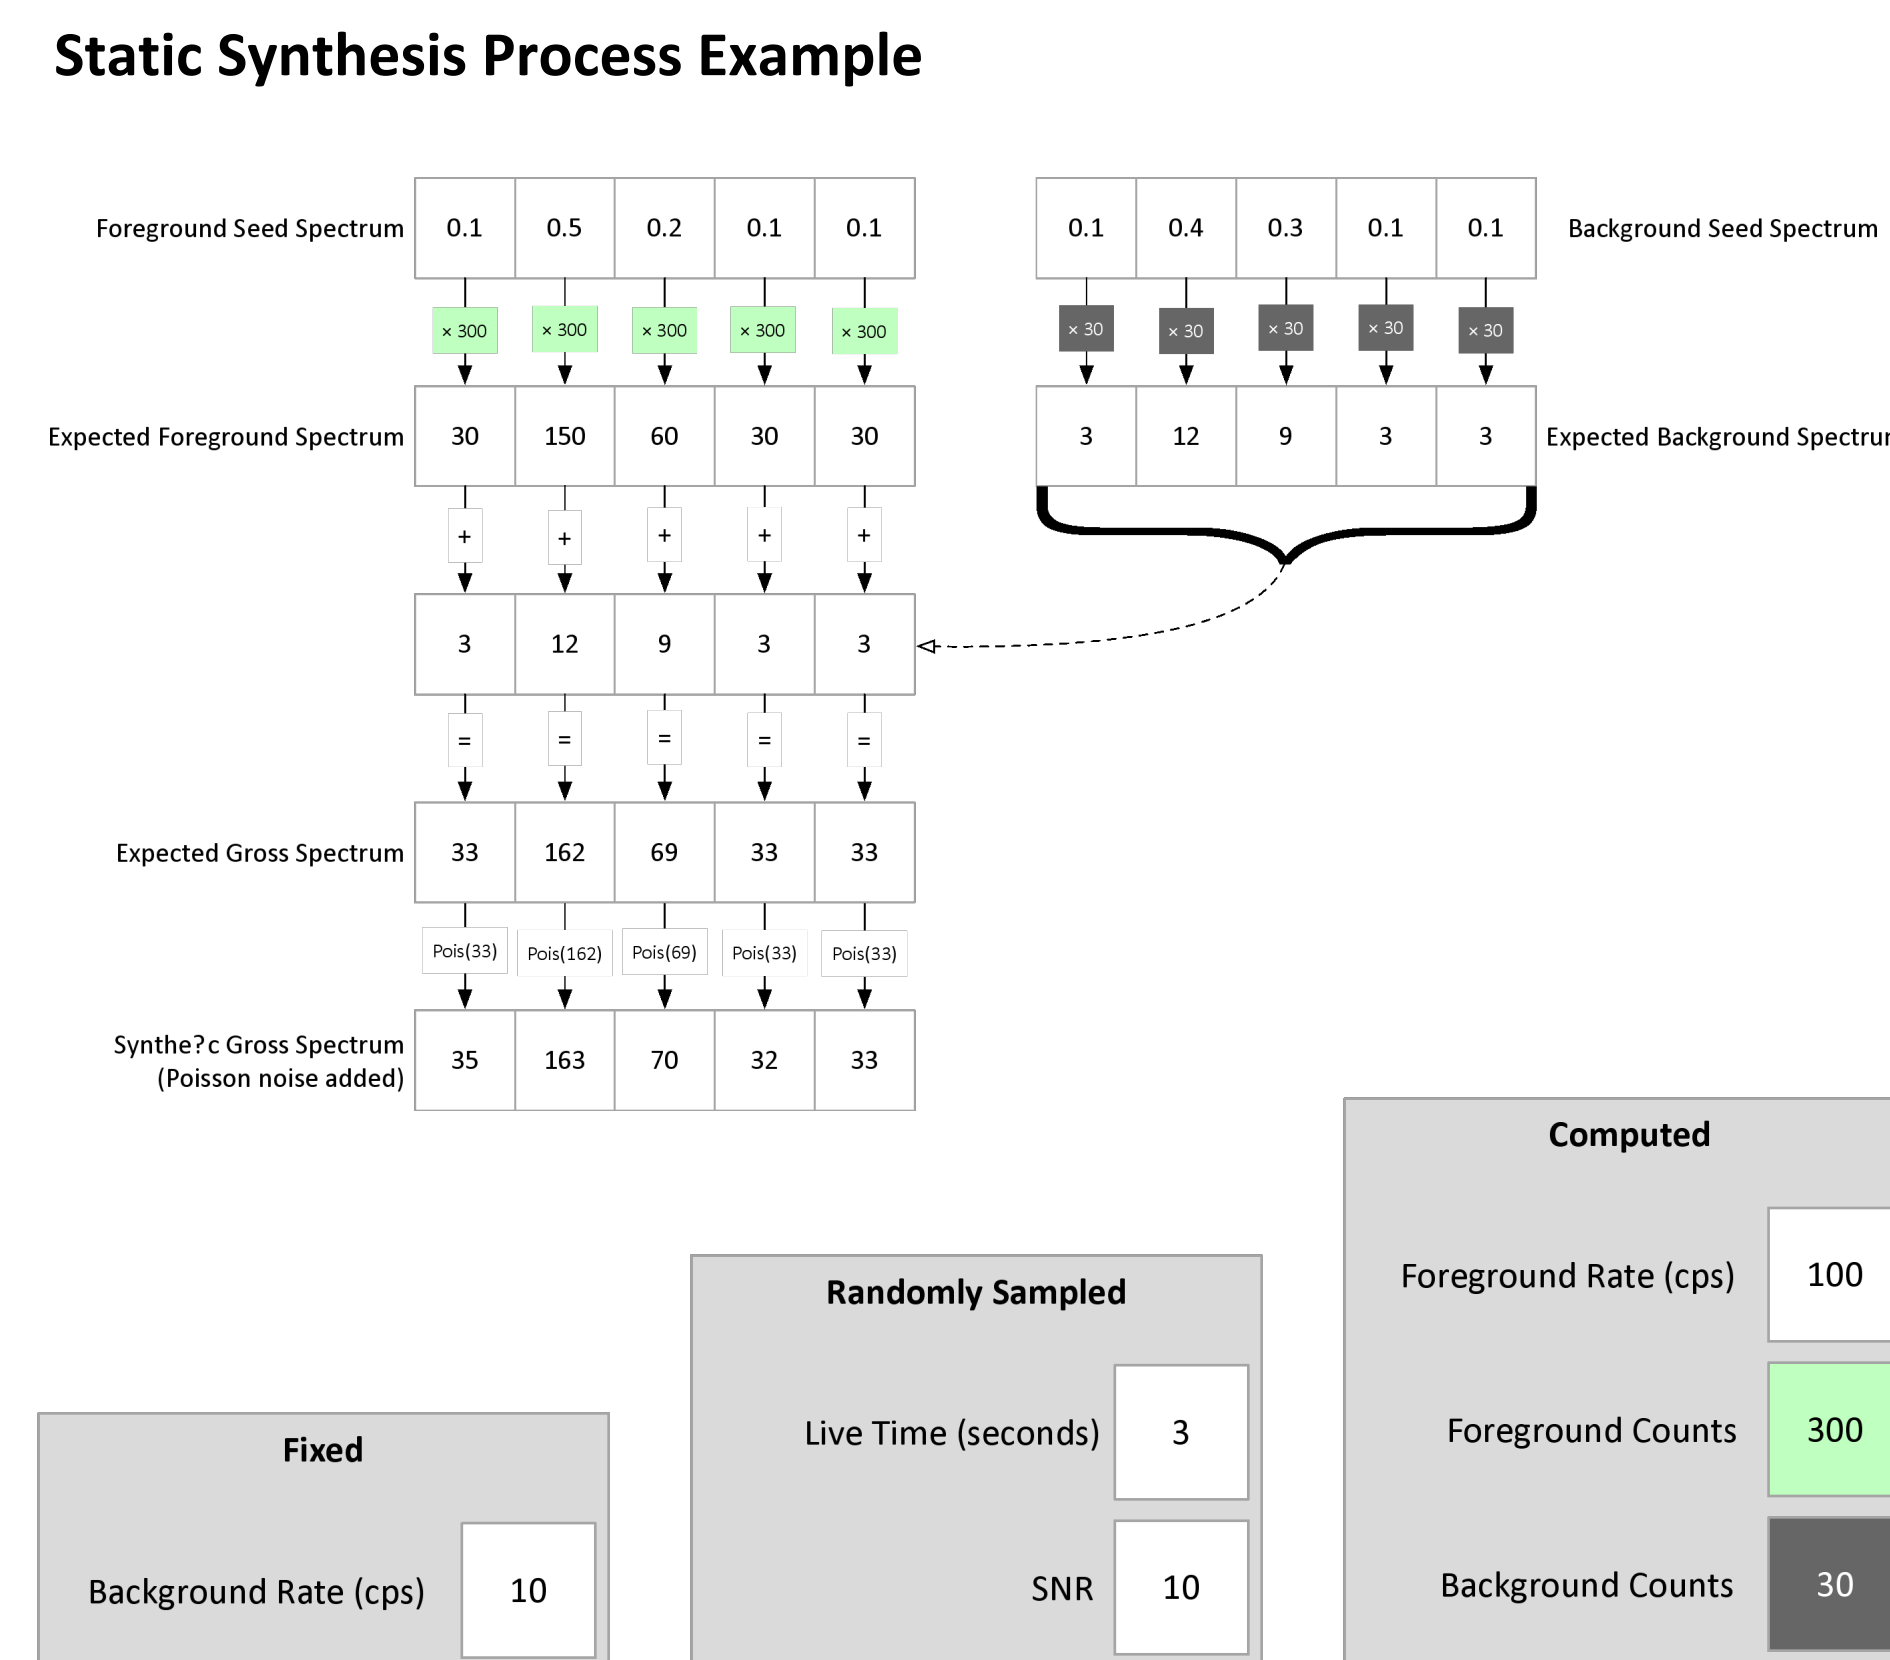 Static Synthesis Process Example
Foreground Seed Spectrum 0.1 0.5 0.2 0.1 0.1
0.1 0.4 0.3 0.1 0.1 Background Seed Spectrum
× 300 × 300 × 300 × 300 × 300
× 30 × 30 × 30 × 30 × 30
Expected Foreground Spectrum 30 150 60 30 30
3 12 9 3 3 Expected Background Spectrum
+ + + + +
3 12 9 3 3
= = = = =
Expected Gross Spectrum 33 162 69 33 33
Pois(33) Pois(162) Pois(69) Pois(33) Pois(33)
Synthe?c Gross Spectrum
(Poisson noise added)
35 163 70 32 33
Fixed
Background Rate (cps) 10
Randomly Sampled
Live Time (seconds) 3
SNR 10
Computed
Foreground Rate (cps) 100
Foreground Counts 300
Background Counts 30